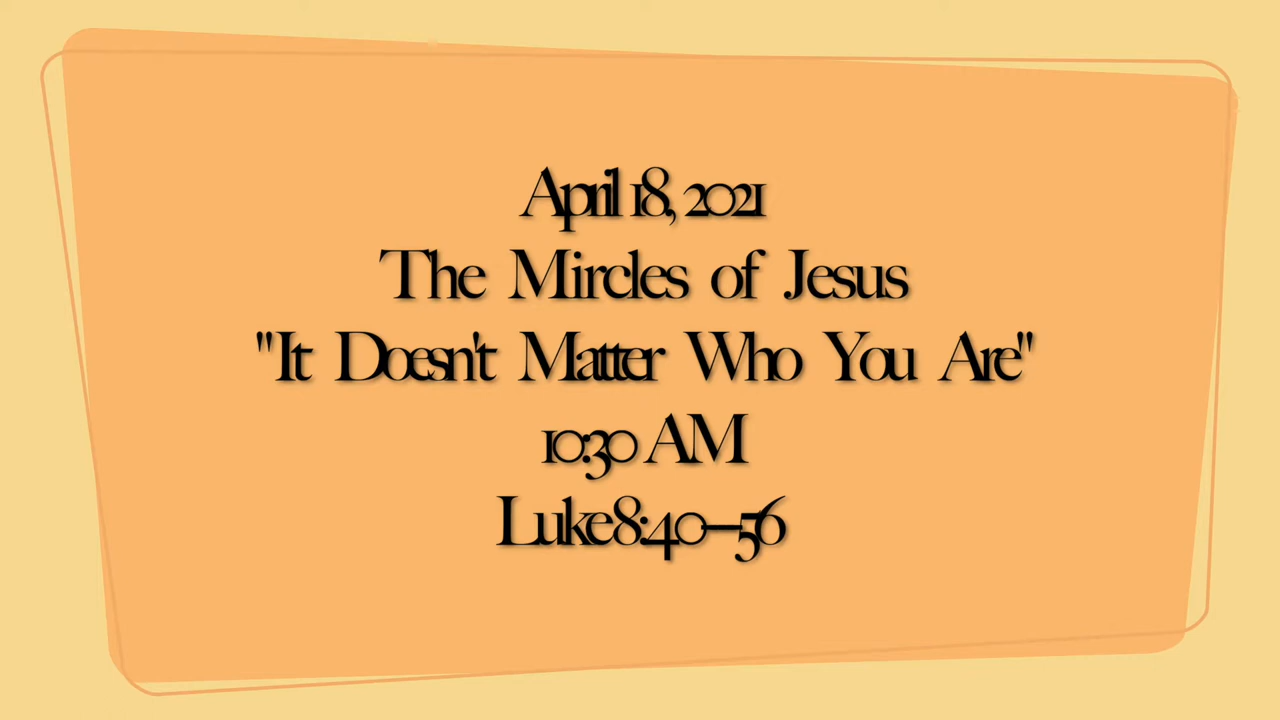 April 18, 2021
The Mircles of Jesus
"It Doesn't Matter Who You Are"
10:30 AM
Luke 8:40–56